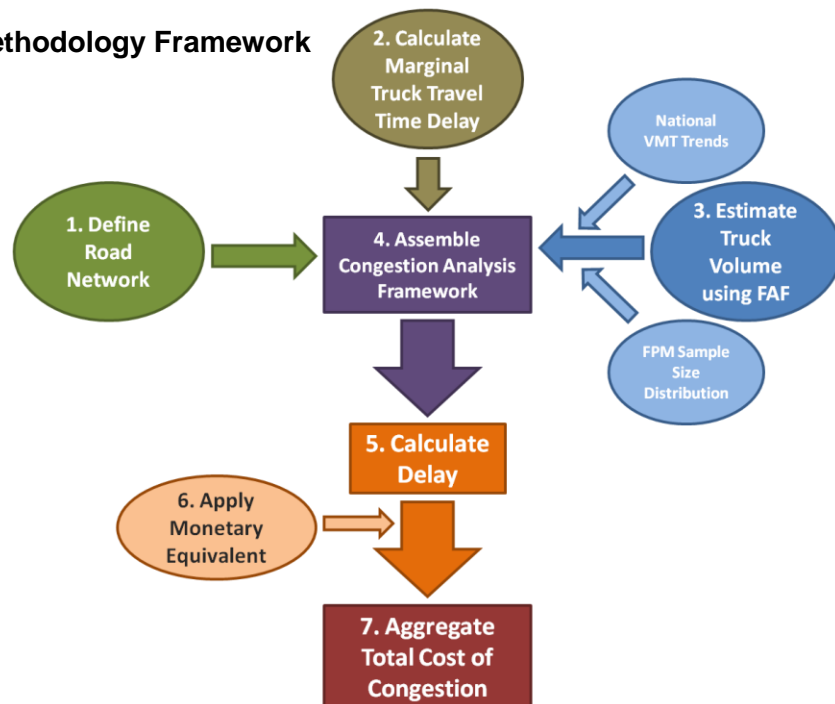 ethodology Framework
2. Calculate
Marginal
Truck Travel
Time Delay
National
VMT Trends
1. Define
Road
Network
4. Assemble
Congestion Analysis
Framework
3. Estimate
Truck
Volume
using FAF
FPM Sample
Size
Distribution
5. Calculate
Delay
6. Apply
Monetary
Equivalent
7. Aggregate
Total Cost of
Congestion